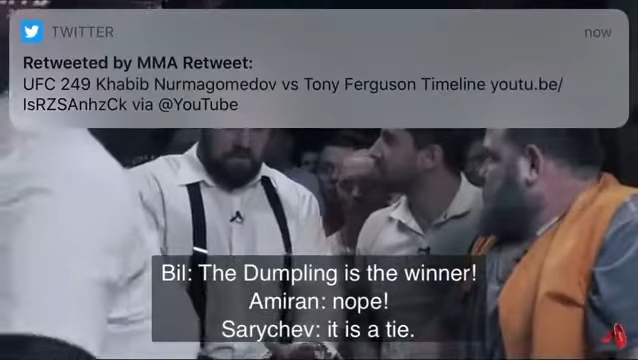 TWITTER
now
Retweeted by MMA Retweet:
UFC 249 Khabib Nurmagomedov vs Tony Ferguson Timeline youtu.be/
IsRZSAnhzCk via @YouTube
Bil: The Dumpling is the winner!
Amiran: nope!
Sarychev: it is a tie.